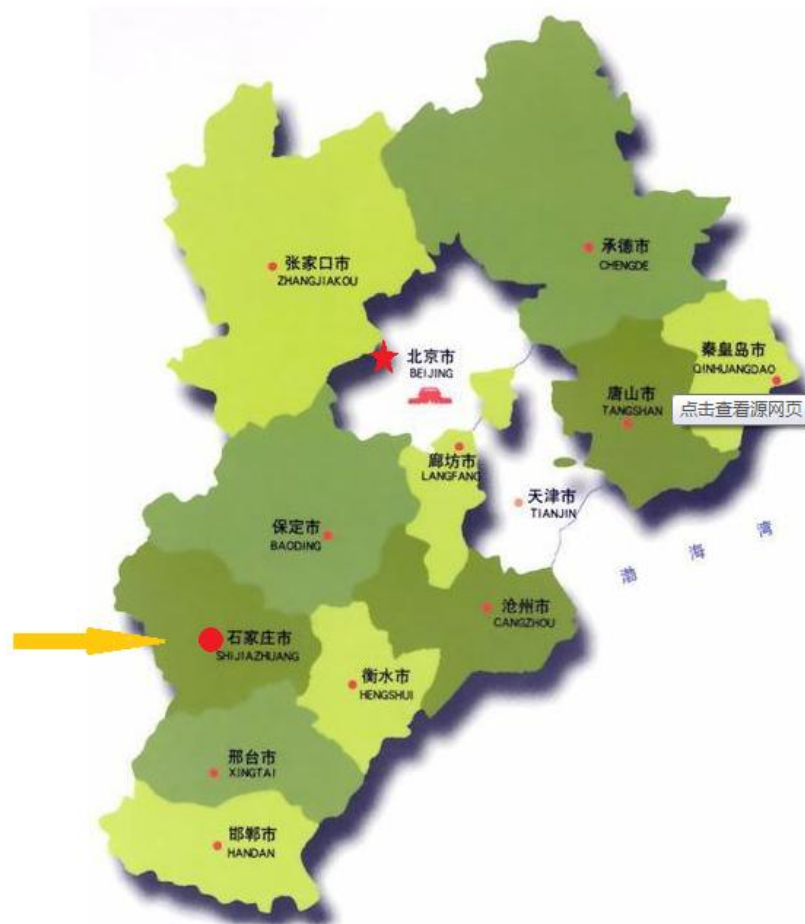 承德市
CHENGDE
张家口市
ZHANGJIAKOU
北京市
BEIJING
秦皇岛市
QINHUANGDAO
唐山市
TANGSHAN
点击查看源网页
廊坊市
LANGFANG
天津市
TIANJIN
保定市
BAODING
渤海湾
沧州市
CANGZHOU
石家庄市
SHIJIAZHUANG
衡水市
HENGSHUI
邢台市
XINGTAI
邯郸市
HANDAN